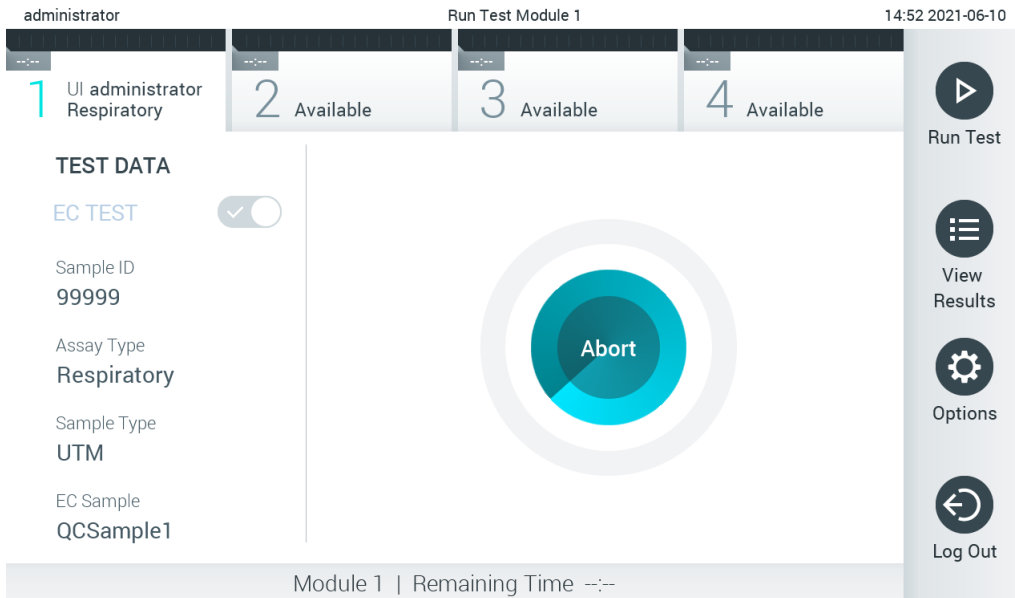 administrator
Run Test Module 1
14:52 2021-06-10
--:--
1
UI administrator
Respiratory
--:--
2 Available
--:--
3 Available
--:--
4 Available
TEST DATA
EC TEST
Sample ID
99999
Assay Type
Respiratory
Sample Type
UTM
EC Sample
QCSample1
Abort
Module 1 | Remaining Time --:--
Run Test
View
Results
Options
Log Out